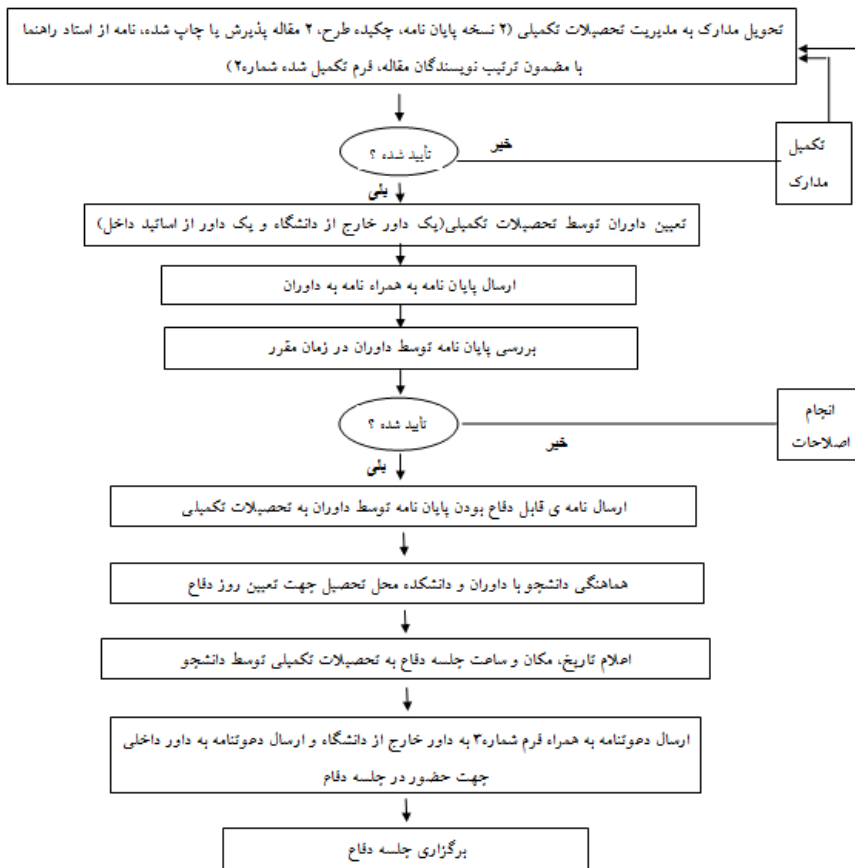 تحویل مدارک به مدیریت تحصیلات تکمیلی (۲ نسخه پایان نامه، چکیده طرح، ۲ مقاله پذیرش یا چاپ شده، نامه از استاد راهنما
با مضمون ترتیب نویسندگان مقاله، فرم تکمیل شده شماره۲)
تأیید شده ؟
خیر
تکمیل
مدارک
بلی
تعیین داوران توسط تحصیلات تکمیلی(یک داور خارج از دانشگاه و یک داور از اساتید داخل)
ارسال پایان نامه به همراه نامه به داوران
بررسی پایان نامه توسط داوران در زمان مقرر
تأیید شده ؟
خیر
انجام
اصلاحات
بلی
ارسال نامه ی قابل دفاع بودن پایان نامه توسط داوران به تحصیلات تکمیلی
هماهنگی دانشجو با داوران و دانشکده محل تحصیل جهت تعیین روز دفاع
اعلام تاریخ، مکان و ساعت جلسه دفاع به تحصیلات تکمیلی توسط دانشجو
ارسال دعوتنامه به همراه فرم شماره۳ به داور خارج از دانشگاه و ارسال دعوتنامه به داور داخلی
جهت حضور در جلسه دفاع
برگزاری جلسه دفاع